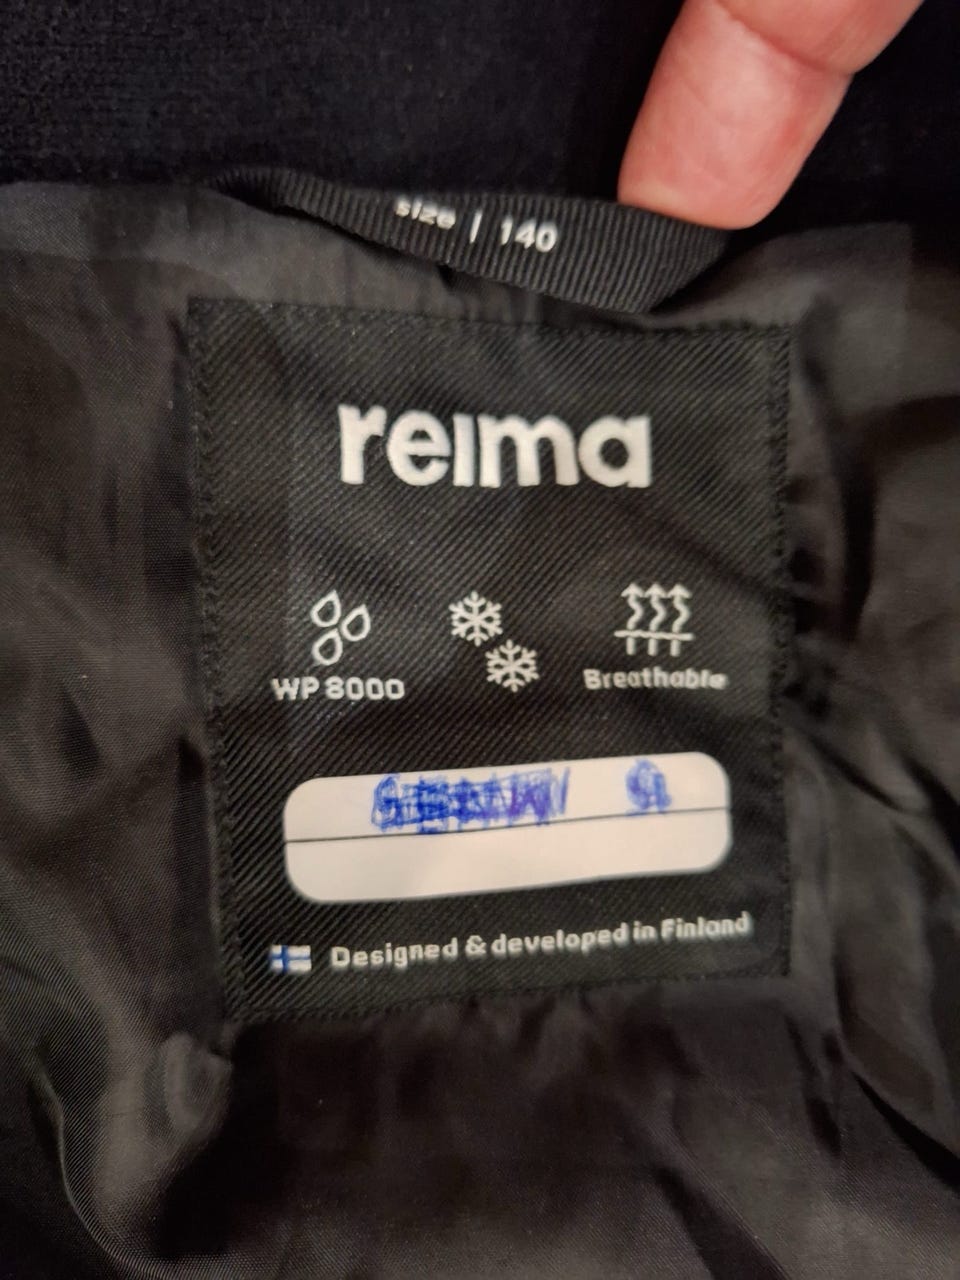 size | 140
reima
WP 8000
Breathable
Designed & developed in Finland